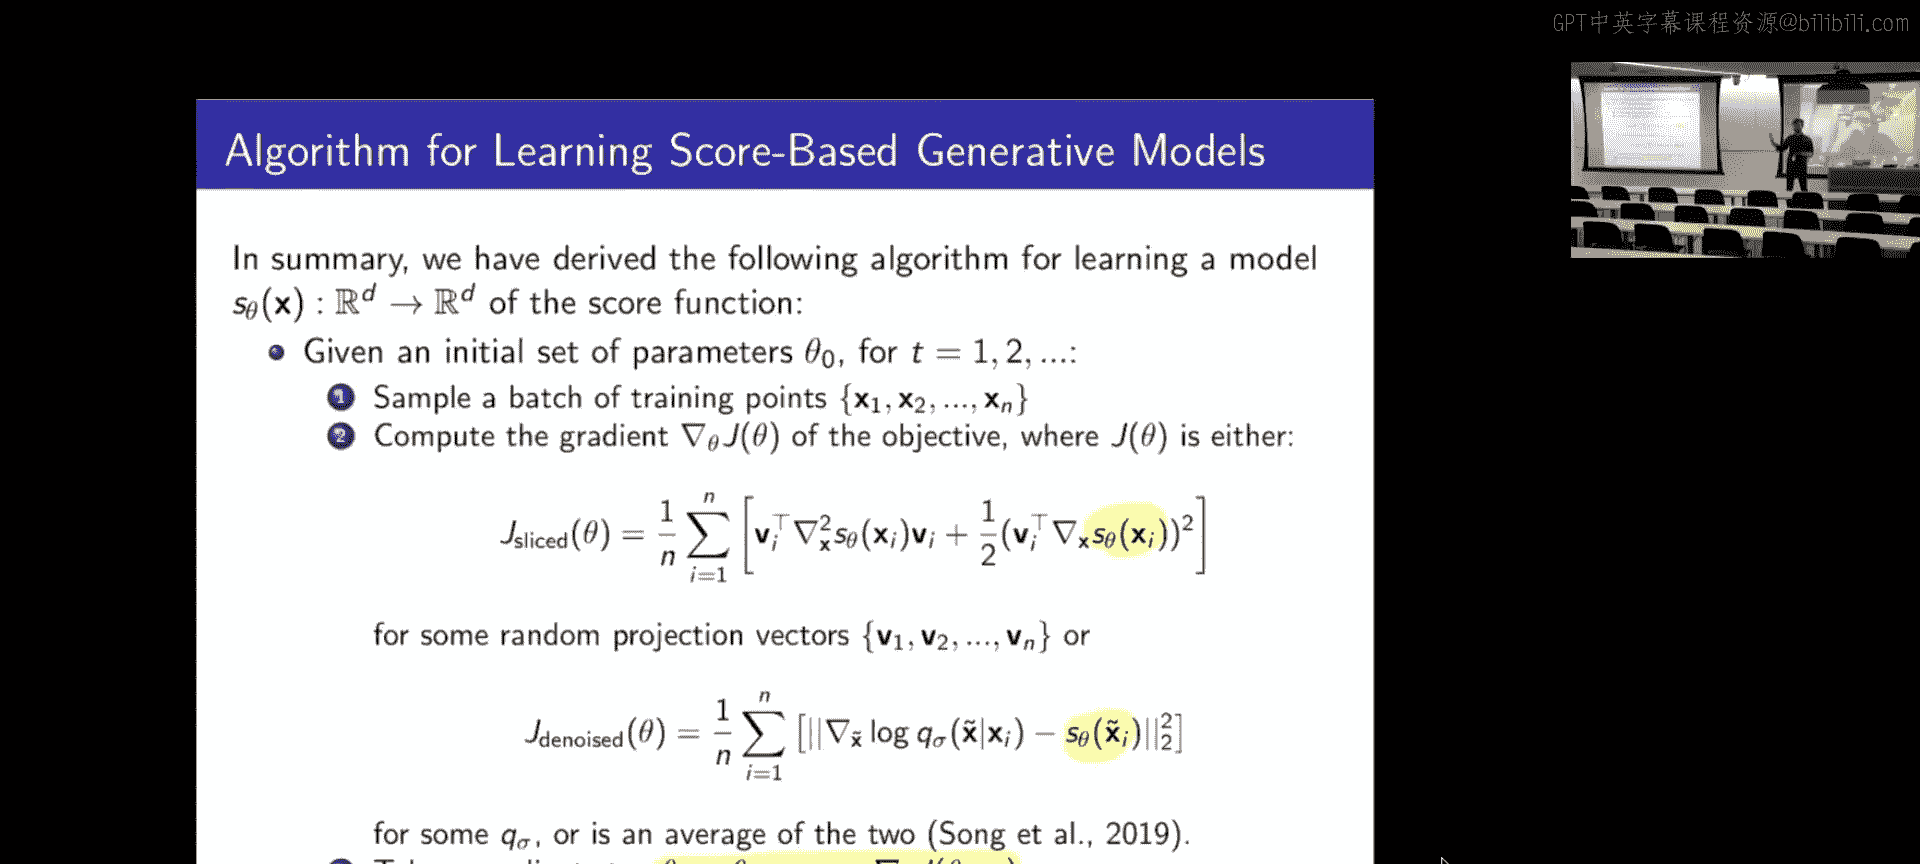 GPT中英字幕课程资源@bilibili.com
Algorithm for Learning Score-Based Generative Models
In summary, we have derived the following algorithm for learning a model
s_θ(x) : ℝ^d → ℝ^d of the score function:
Given an initial set of parameters θ_0, for t = 1, 2, ...:
1 Sample a batch of training points {x_1, x_2, ..., x_n}
2 Compute the gradient ∇_θ J(θ) of the objective, where J(θ) is either:
J_sliced(θ) = 1/n ∑_{i=1}^{n} [v_i^⊤ ∇_x^2 s_θ(x_i) v_i + 1/2 (v_i^⊤ ∇_x s_θ(x_i))^2]
for some random projection vectors {v_1, v_2, ..., v_n} or
J_denoised(θ) = 1/n ∑_{i=1}^{n} [||∇_x̃ log q_σ(x̃|x_i) − s_θ(x̃_i)||_2^2]
for some q_σ, or is an average of the two (Song et al., 2019).